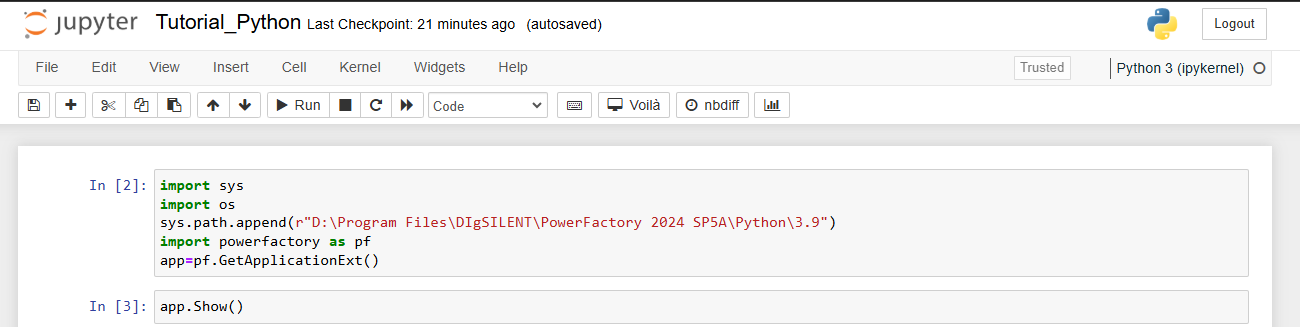 jupyter Tutorial_Python Last Checkpoint: 21 minutes ago (autosaved) Logout
File Edit View Insert Cell Kernel Widgets Help Trusted Python 3 (ipykernel)
Run Code Voilà nbdiff
In [2]: import sys
import os
sys.path.append(r"D:\Program Files\DIgSILENT\PowerFactory 2024 SP5A\Python\3.9")
import powerfactory as pf
app=pf.GetApplicationExt()
In [3]: app.Show()